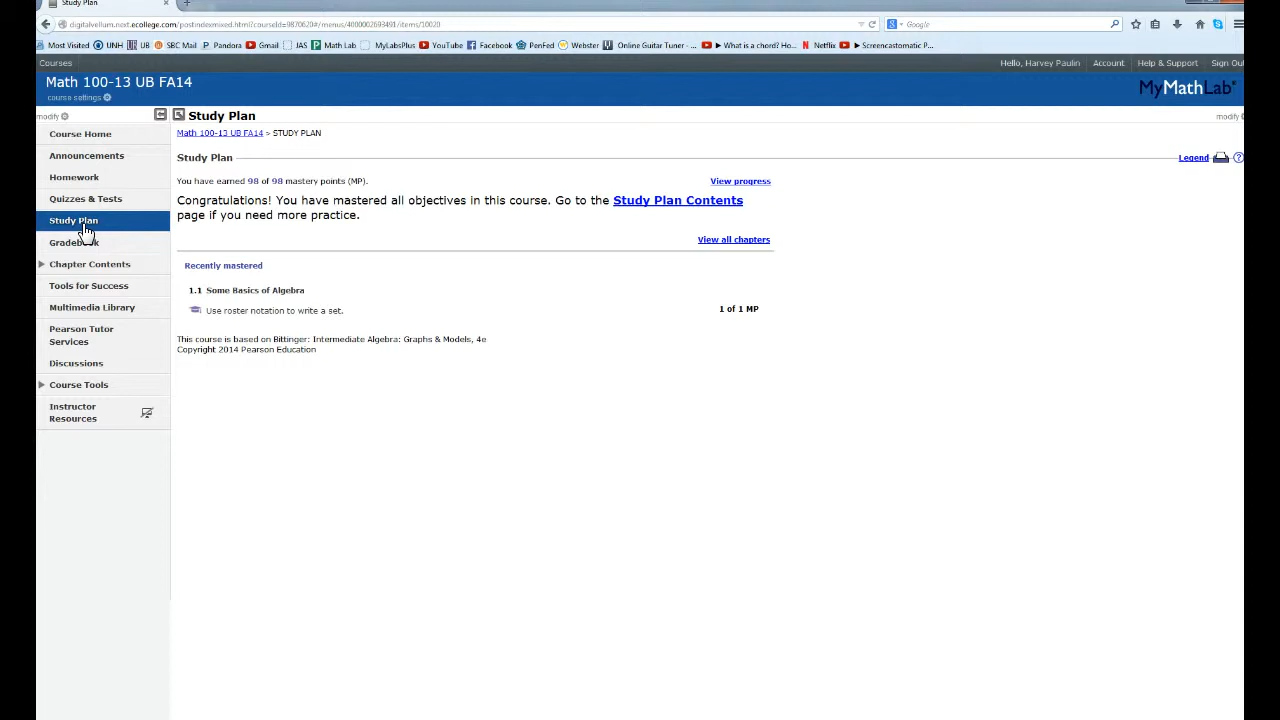 Study Plan
digitalvellum.next.ecollege.com/postindexmixed.html?courseId=9870620#/menus/4000002693491/items/10020
Google
Most Visited UNH UB SBC Mail Pandora Gmail JAS Math Lab MyLabsPlus YouTube Facebook PenFed Webster Online Guitar Tuner - ... ▶ What is a chord? Ho... Netflix ▶ Screencastomatic P...
Courses
Hello, Harvey Paulin Account Help & Support Sign Ou
Math 100-13 UB FA14
course settings
MyMathLab®
modify
Study Plan
modify
Course Home
Announcements
Homework
Quizzes & Tests
Study Plan
Gradebook
Chapter Contents
Tools for Success
Multimedia Library
Pearson Tutor
Services
Discussions
Course Tools
Instructor
Resources
Math 100-13 UB FA14 > STUDY PLAN
Study Plan
Legend
You have earned 98 of 98 mastery points (MP).
View progress
Congratulations! You have mastered all objectives in this course. Go to the Study Plan Contents
page if you need more practice.
View all chapters
Recently mastered
1.1 Some Basics of Algebra
Use roster notation to write a set.
1 of 1 MP
This course is based on Bittinger: Intermediate Algebra: Graphs & Models, 4e
Copyright 2014 Pearson Education